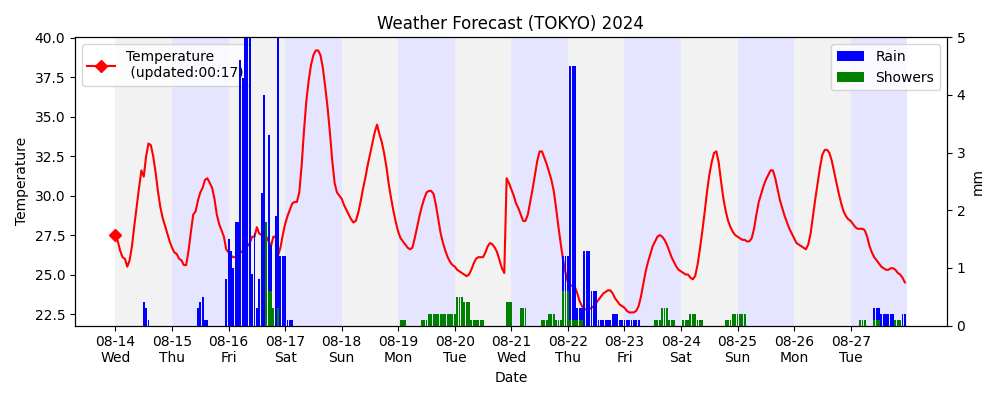 Weather Forecast (TOKYO) 2024
Temperature
(updated:00:17)
Rain
Showers
40.0
37.5
35.0
32.5
30.0
27.5
25.0
22.5
Temperature
5
4
3
2
1
0
mm
08-14 08-15 08-16 08-17 08-18 08-19 08-20 08-21 08-22 08-23 08-24 08-25 08-26 08-27
Wed Thu Fri Sat Sun Mon Tue Wed Thu Fri Sat Sun Mon Tue
Date